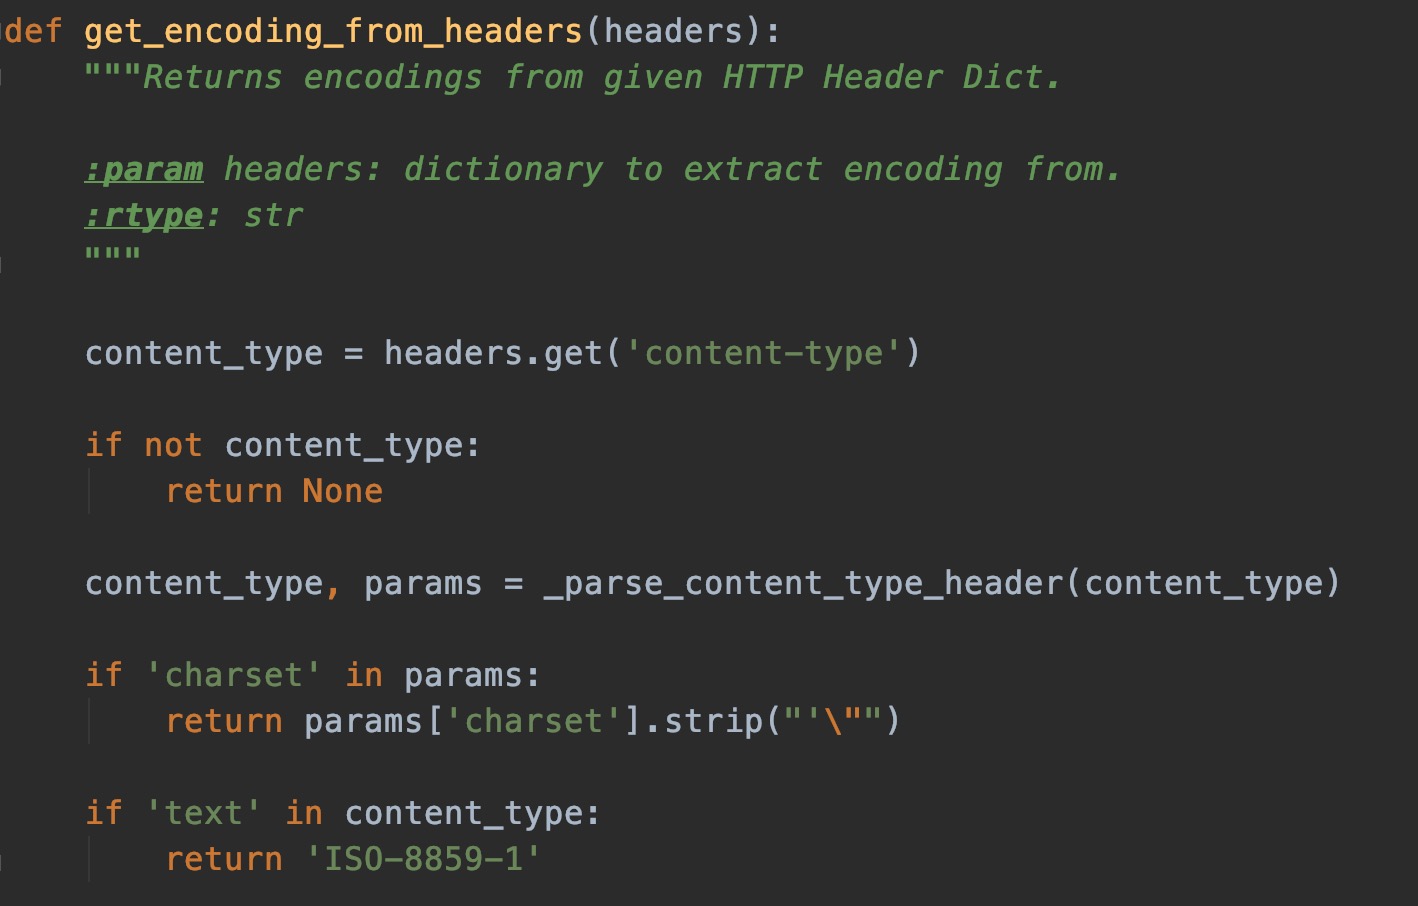 def get_encoding_from_headers(headers):
    """Returns encodings from given HTTP Header Dict.
    :param headers: dictionary to extract encoding from.
    :rtype: str
    """
    content_type = headers.get('content-type')
    if not content_type:
        return None
    content_type, params = _parse_content_type_header(content_type)
    if 'charset' in params:
        return params['charset'].strip("'\"")
    if 'text' in content_type:
        return 'ISO-8859-1'